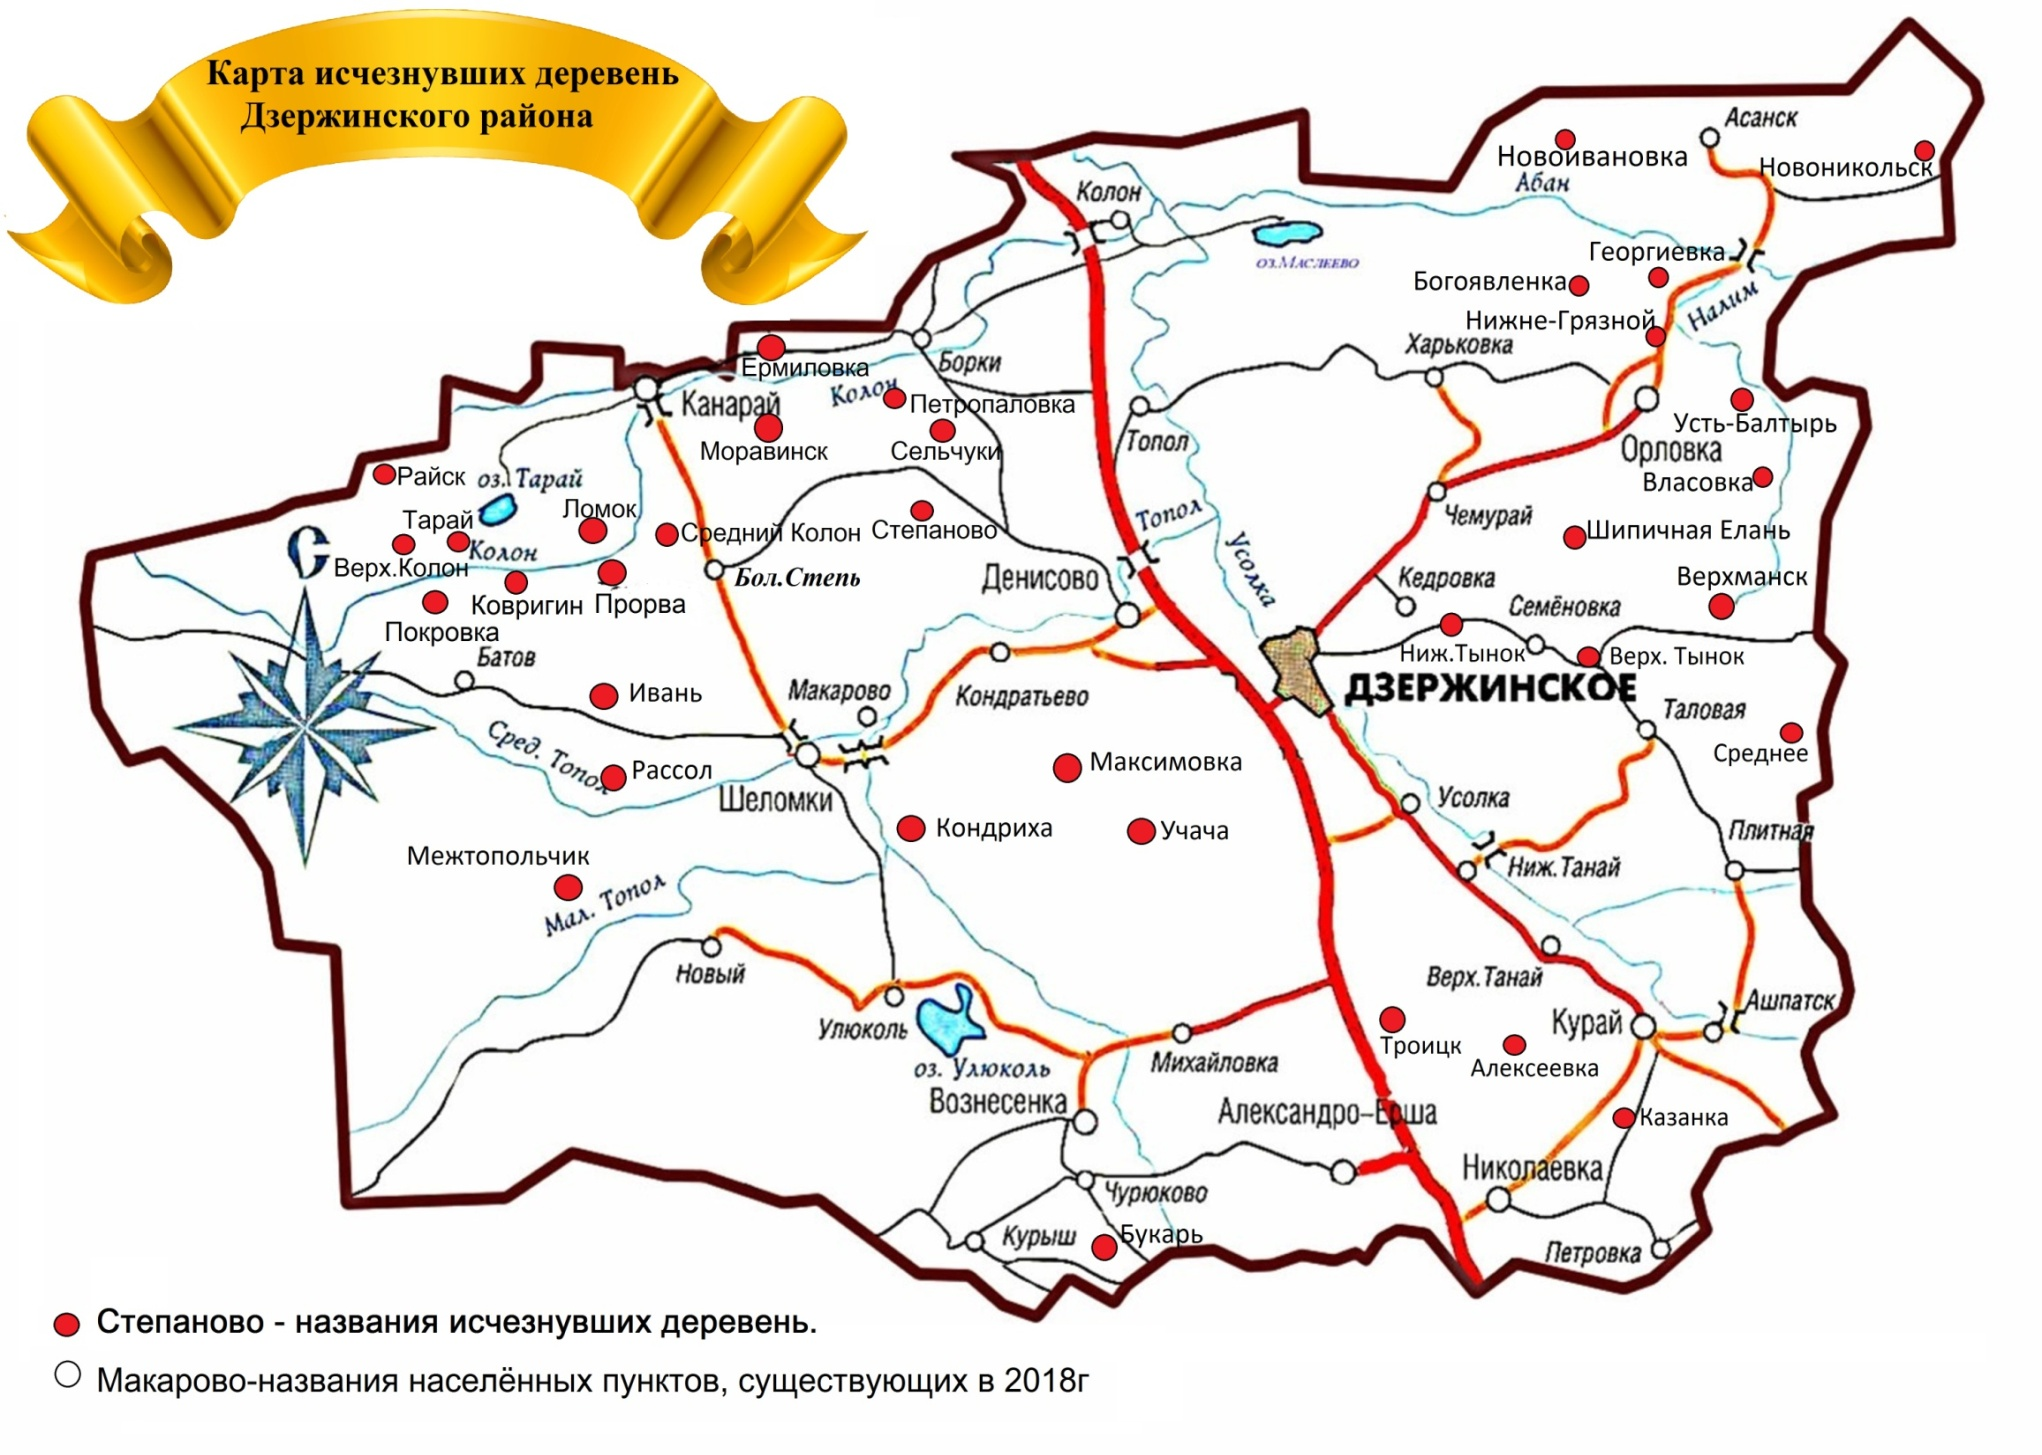 Карта исчезнувших деревень
Дзержинского района
Асанск
Новоивановка
Новоникольск
Абан
Колон
оз.Маслеево
Георгиевка
Богоявленка
Налим
Нижне-Грязной
Харьковка
Ермиловка
Борки
Колон
Канарай
Петропаловка
Топол
Усть-Балтырь
Моравинск
Сельчуки
Орловка
Райск
оз. Тарай
Власовка
Тарай
Ломок
Средний Колон
Степаново
Топол
Чемурай
Шипичная Елань
Колон
Верх.Колон
Усолка
С
Бол.Степь
Денисово
Кедровка
Верхманск
Ковригин
Прорва
Семёновка
Покровка
Батов
Ниж.Тынок
Верх. Тынок
Ивань
Макарово
Кондратьево
ДЗЕРЖИНСКОЕ
Таловая
Сред. Топол
Среднее
Рассол
Максимовка
Шеломки
Усолка
Кондриха
Учача
Плитная
Межтопольчик
Ниж.Танай
Мал. Топол
Новый
Верх.Танай
Улюколь
Ашпатск
Курай
Троицк
оз. Улюколь
Михайловка
Алексеевка
Вознесенка
Александро-Ерша
Казанка
Николаевка
Чурюково
Курыш
Букарь
Петровка
Степаново - названия исчезнувших деревень.
Макарово-названия населённых пунктов, существующих в 2018г